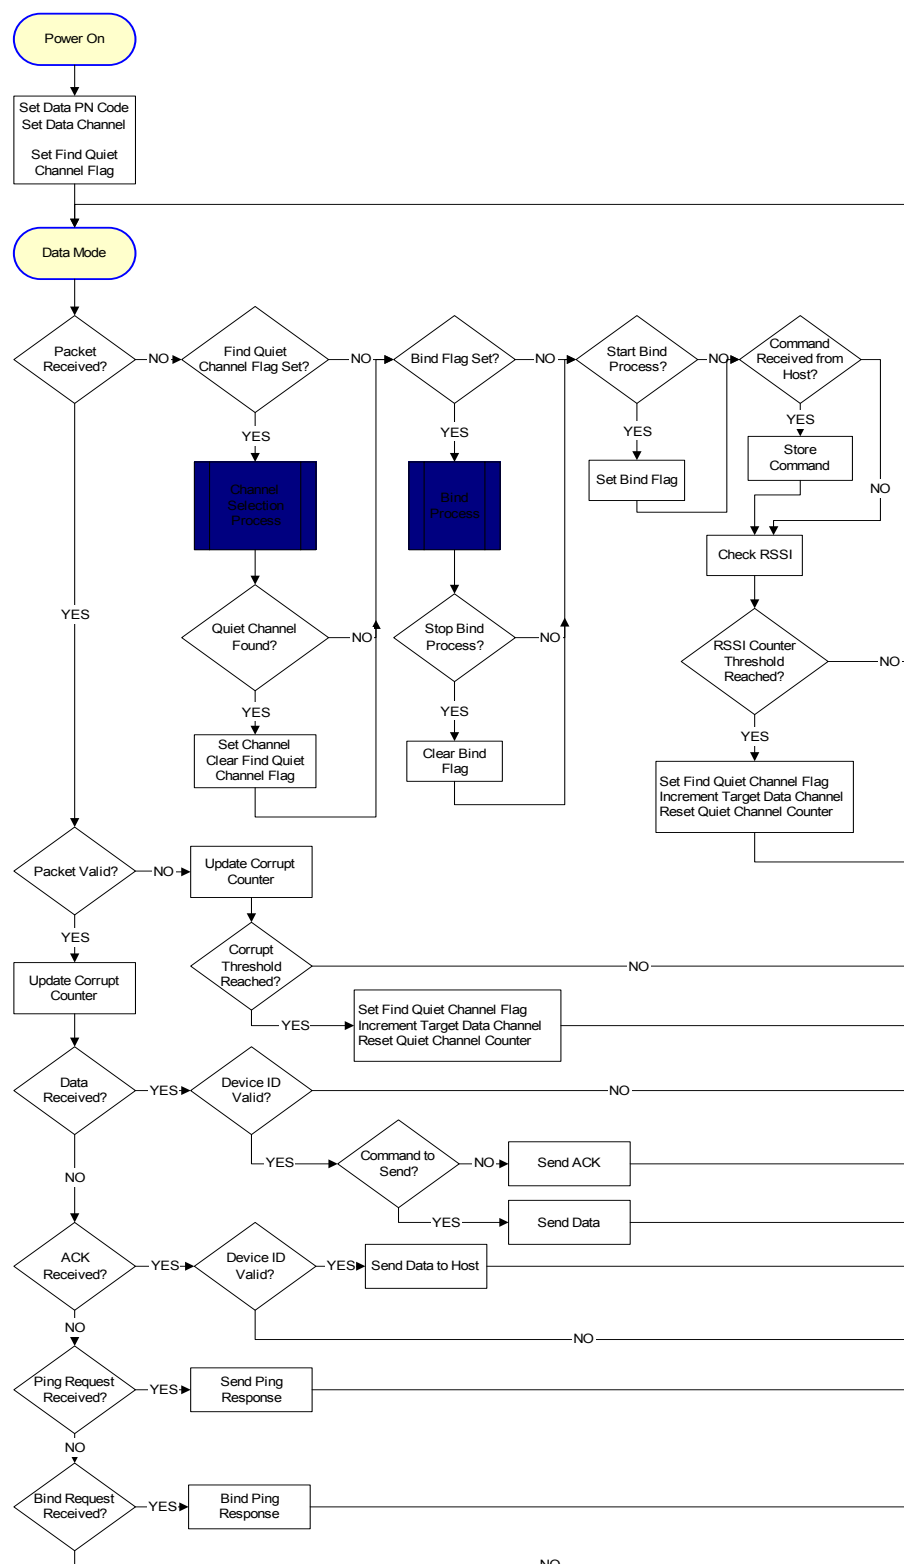 Power On
Set Data PN Code
Set Data Channel
Set Find Quiet
Channel Flag
Data Mode
Packet
Received?
NO
Find Quiet
Channel Flag Set?
NO
Bind Flag Set?
NO
Start Bind
Process?
NO
Command
Received from
Host?
YES
YES
YES
YES
Store
Command
NO
Set Bind Flag
Channel
Selection
Process
Bind
Process
Check RSSI
YES
Quiet Channel
Found?
NO
Stop Bind
Process?
NO
RSSI Counter
Threshold
Reached?
NO
YES
YES
YES
Set Channel
Clear Find Quiet
Channel Flag
Clear Bind
Flag
Set Find Quiet Channel Flag
Increment Target Data Channel
Reset Quiet Channel Counter
Packet Valid?
NO
Update Corrupt
Counter
YES
Corrupt
Threshold
Reached?
NO
Update Corrupt
Counter
YES
Set Find Quiet Channel Flag
Increment Target Data Channel
Reset Quiet Channel Counter
Data
Received?
YES
Device ID
Valid?
NO
YES
Command to
Send?
NO
Send ACK
NO
YES
Send Data
ACK
Received?
YES
Device ID
Valid?
YES
Send Data to Host
NO
NO
Ping Request
Received?
YES
Send Ping
Response
NO
Bind Request
Received?
YES
Bind Ping
Response
NO